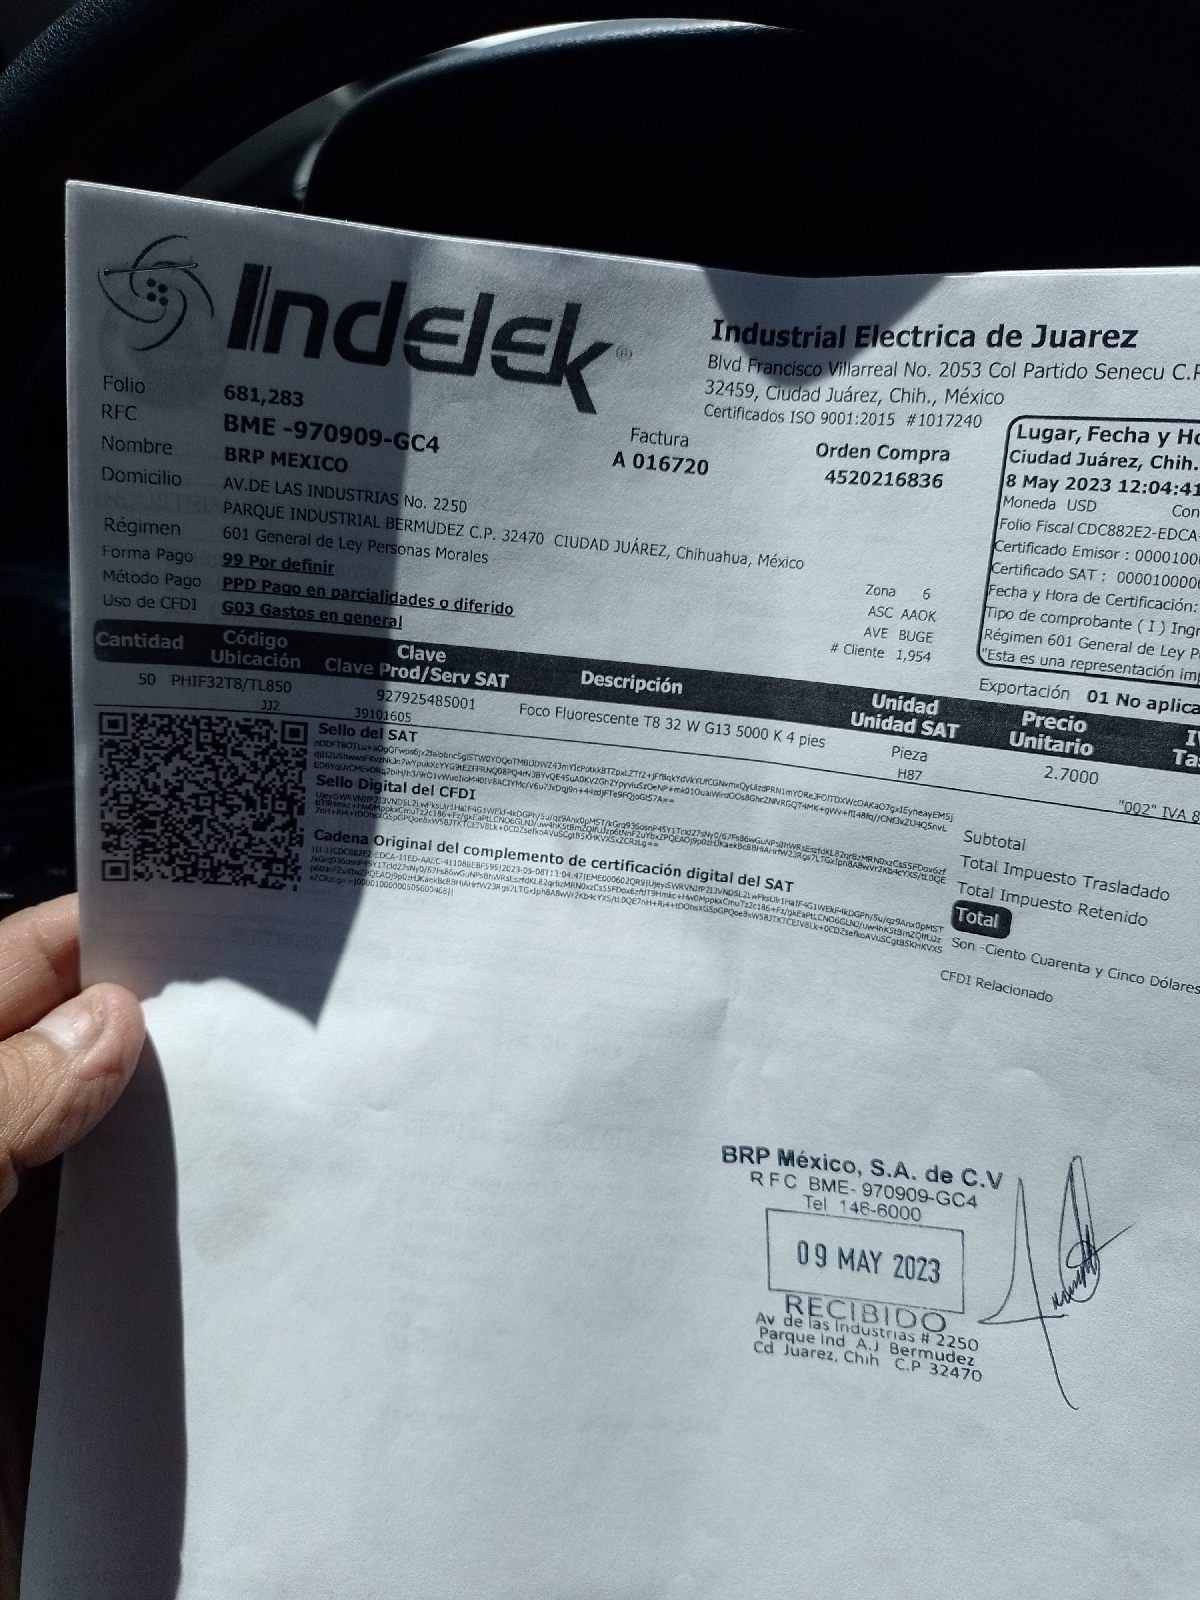 Indelek®
Industrial Electrica de Juarez
Blvd Francisco Villarreal No. 2053 Col Partido Senecu C.P
32459, Ciudad Juárez, Chih., México
Certificados ISO 9001:2015 #1017240
Folio 681,283
RFC BME -970909-GC4
Nombre BRP MEXICO
Domicilio AV.DE LAS INDUSTRIAS No. 2250
PARQUE INDUSTRIAL BERMUDEZ C.P. 32470 CIUDAD JUÁREZ, Chihuahua, México
Régimen 601 General de Ley Personas Morales
Forma Pago 99 Por definir
Método Pago PPD Pago en parcialidades o diferido
Uso de CFDI G03 Gastos en general
Factura
A 016720
Orden Compra
4520216836
Zona 6
ASC AAOK
AVE BUGE
# Cliente 1,954
Lugar, Fecha y Ho
Ciudad Juárez, Chih.
8 May 2023 12:04:41
Moneda USD Con
Folio Fiscal CDC882E2-EDCA-
Certificado Emisor : 0000100
Certificado SAT : 0000100000
Fecha y Hora de Certificación:
Tipo de comprobante ( I ) Ingr
Régimen 601 General de Ley P
"Esta es una representación imp
Exportación 01 No aplica
Cantidad Código Ubicación Clave Clave Prod/Serv SAT Descripción Unidad Unidad SAT Precio Unitario IV Tas
50 PHIF32T8/TL850 927925485001 Foco Fluorescente T8 32 W G13 5000 K 4 pies Pieza 2.7000 "002" IVA 8
JJ2 39101605 H87
Sello del SAT
Sello Digital del CFDI
Cadena Original del complemento de certificación digital del SAT
Subtotal
Total Impuesto Trasladado
Total Impuesto Retenido
Total
Son -Ciento Cuarenta y Cinco Dólares
CFDI Relacionado
BRP México, S.A. de C.V
RFC BME- 970909-GC4
Tel 146-6000
09 MAY 2023
RECIBIDO
Av de las Industrias # 2250
Parque Ind A.J Bermudez
Cd Juarez, Chih C.P 32470